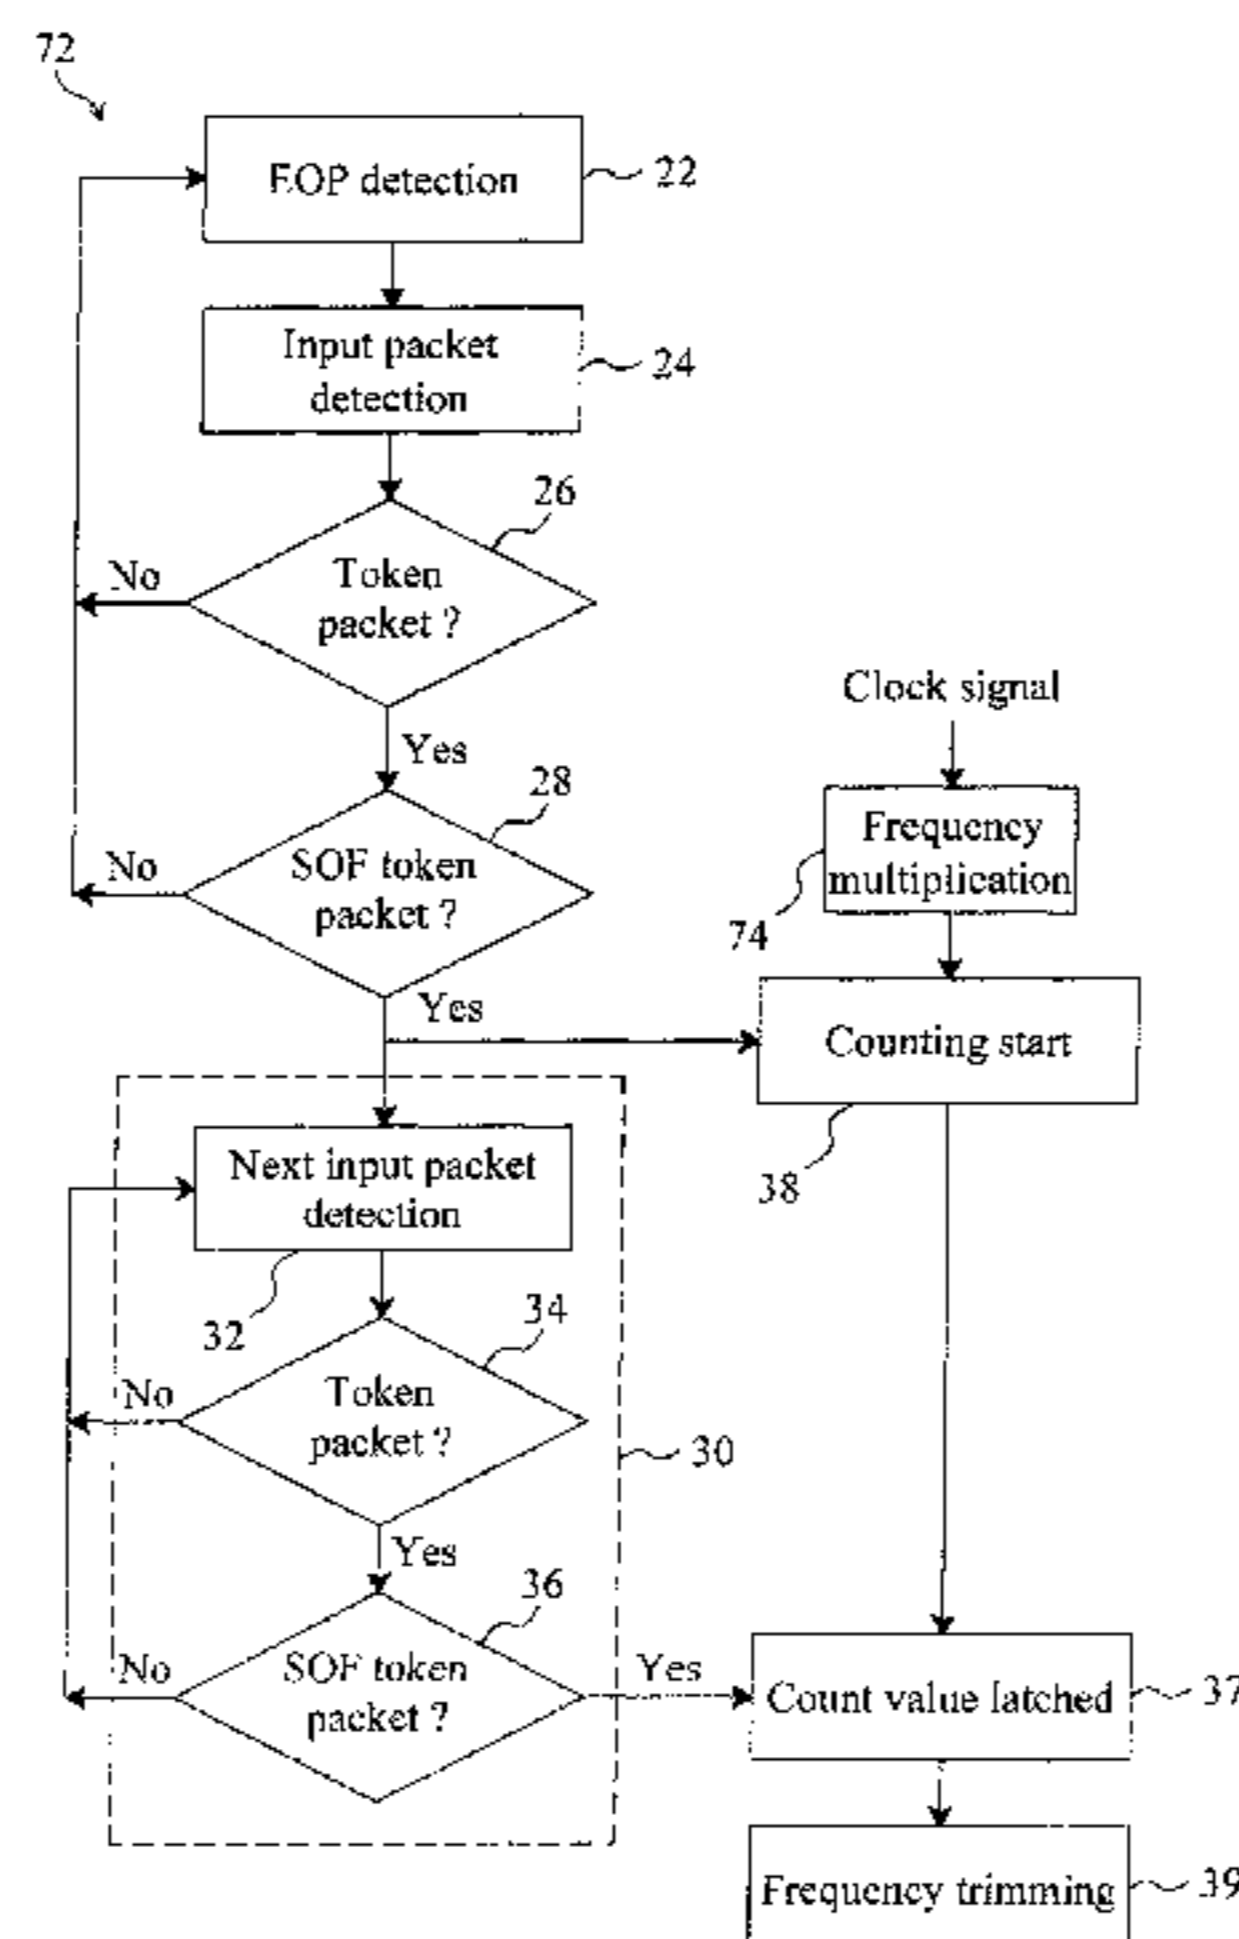 72
EOP detection
22
Input packet
detection
24
26
Token
packet ?
No
Yes
28
SOF token
packet ?
No
Yes
Clock signal
Frequency
multiplication
74
Counting start
38
Next input packet
detection
32
34
Token
packet ?
No
30
Yes
36
SOF token
packet ?
No
Yes
Count value latched
37
Frequency trimming
39